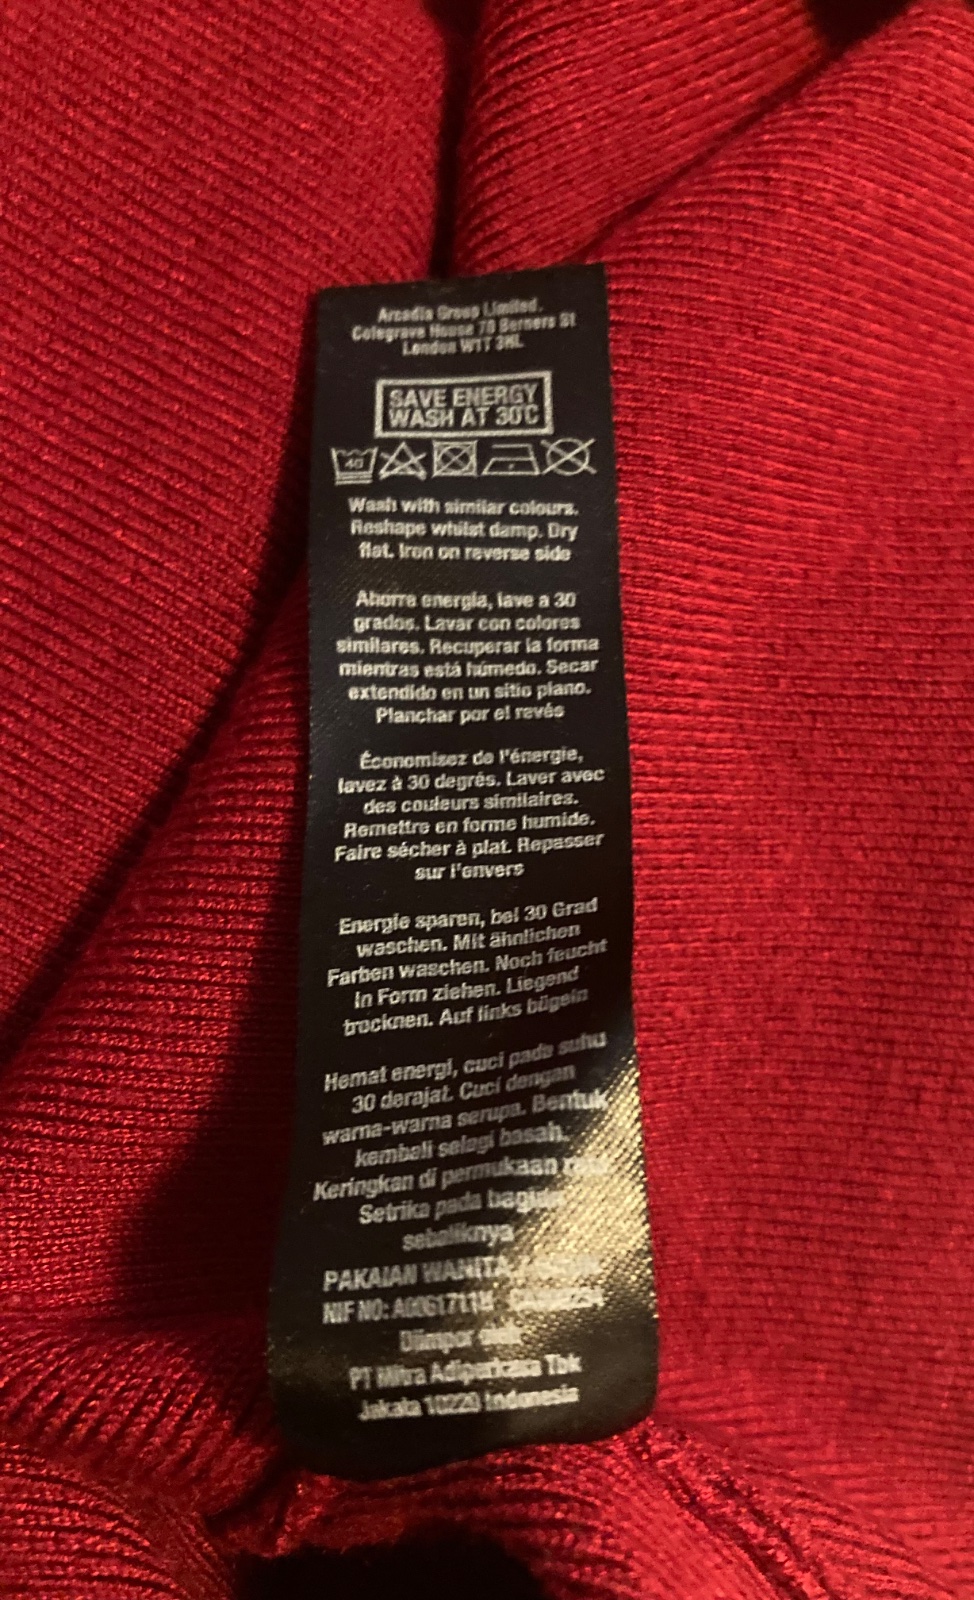 Arcadia Group Limited.
Colegrave House 70 Berners St
London W1T 3NL
SAVE ENERGY
WASH AT 30°C
40
Wash with similar colours.
Reshape whilst damp. Dry
flat. Iron on reverse side
Ahorre energia, lave a 30
grados. Lavar con colores
similares. Recuperar la forma
mientras está húmedo. Secar
extendido en un sitio plano.
Planchar por el revés
Économisez de l'énergie,
lavez à 30 degrés. Laver avec
des couleurs similaires.
Remettre en forme humide.
Faire sécher à plat. Repasser
sur l'envers
Energie sparen, bei 30 Grad
waschen. Mit ähnlichen
Farben waschen. Noch feucht
in Form ziehen. Liegend
trocknen. Auf links bügeln
Hemat energi, cuci pada suhu
30 derajat. Cuci dengan
warna-warna serupa. Bentuk
kembali selagi basah.
Keringkan di permukaan
Setrika pada bagian
sebaliknya
PAKAIAN WANITA
NIF NO:
Diimpor oleh
PT Mitra Adiperkasa Tbk
Jakata 10220 Indonesia